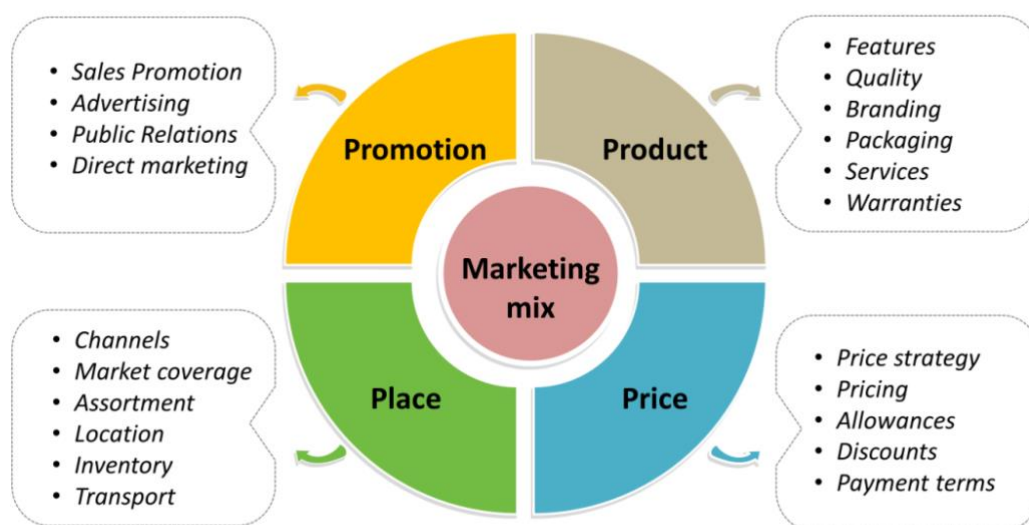 • Sales Promotion
• Advertising
• Public Relations
• Direct marketing
Promotion
Product
• Features
• Quality
• Branding
• Packaging
• Services
• Warranties
Marketing
mix
• Channels
• Market coverage
• Assortment
• Location
• Inventory
• Transport
Place
Price
• Price strategy
• Pricing
• Allowances
• Discounts
• Payment terms